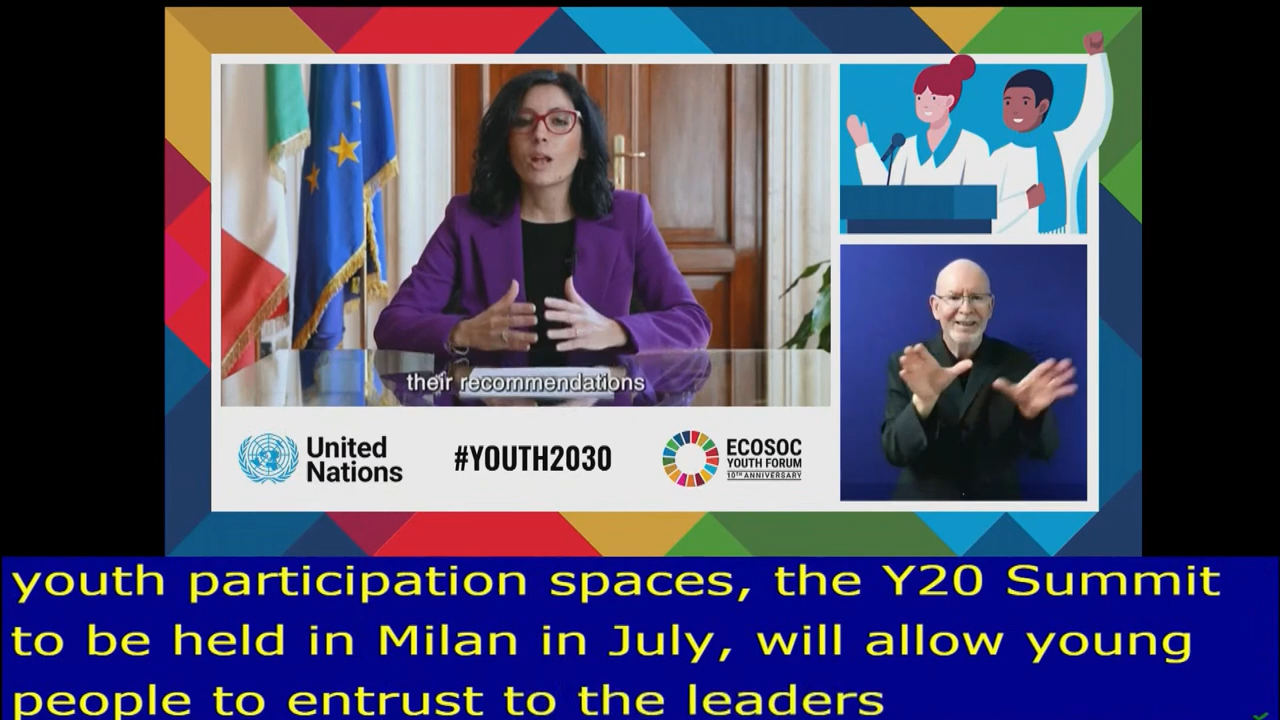 their recommendations
United
Nations
#YOUTH2030
ECOSOC
YOUTH FORUM
10TH ANNIVERSARY
youth participation spaces, the Y20 Summit
to be held in Milan in July, will allow young
people to entrust to the leaders